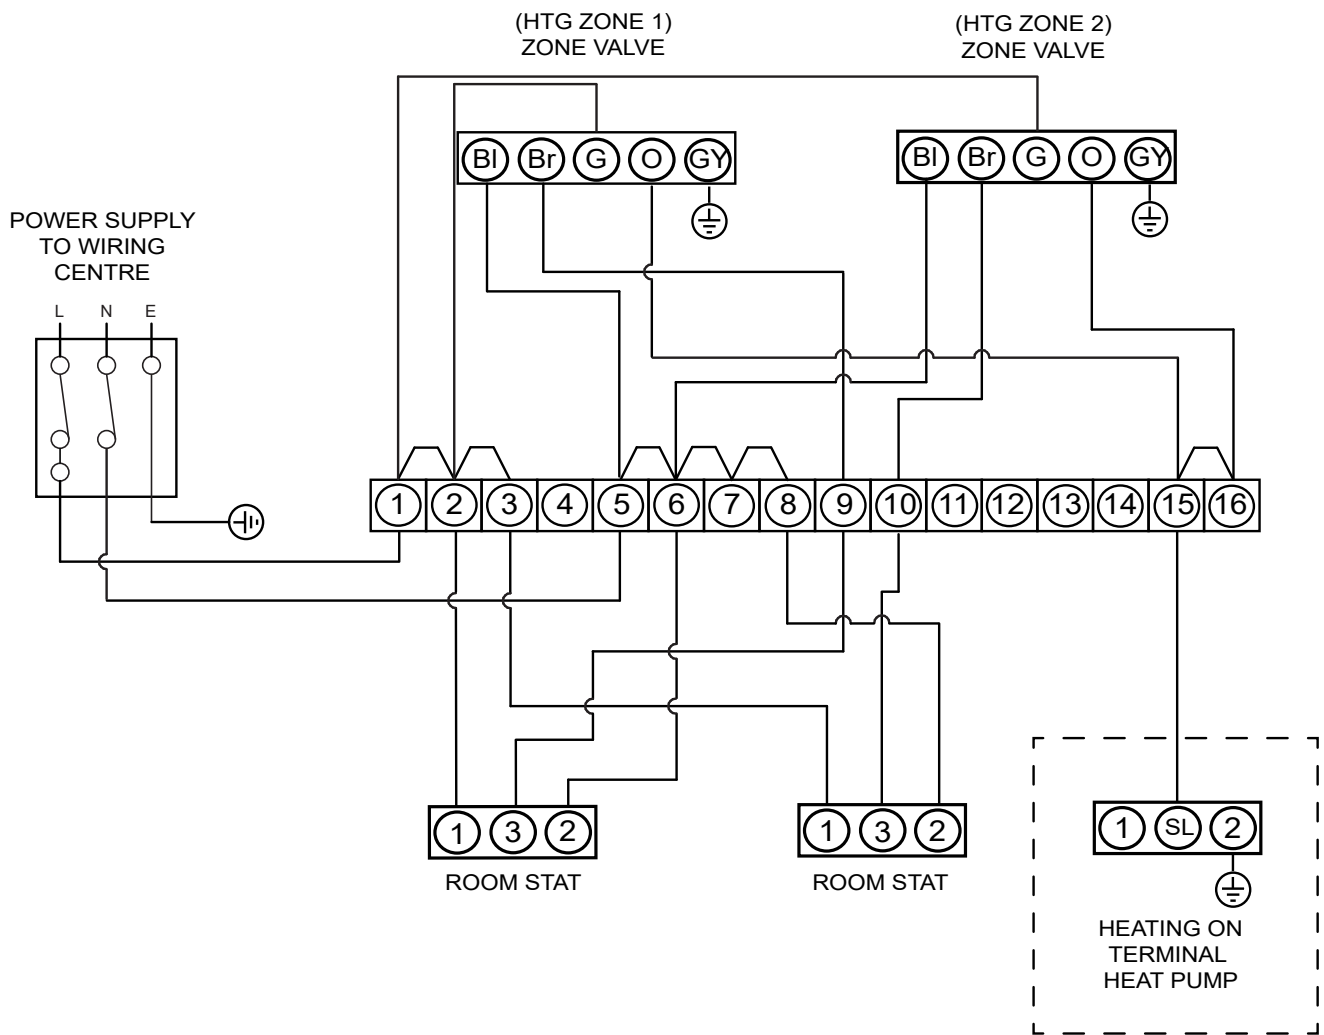 (HTG ZONE 1)
ZONE VALVE
(HTG ZONE 2)
ZONE VALVE
Bl Br G O GY
Bl Br G O GY
POWER SUPPLY
TO WIRING
CENTRE
L N E
1 2 3 4 5 6 7 8 9 10 11 12 13 14 15 16
1 3 2
ROOM STAT
1 3 2
ROOM STAT
1 SL 2
HEATING ON
TERMINAL
HEAT PUMP